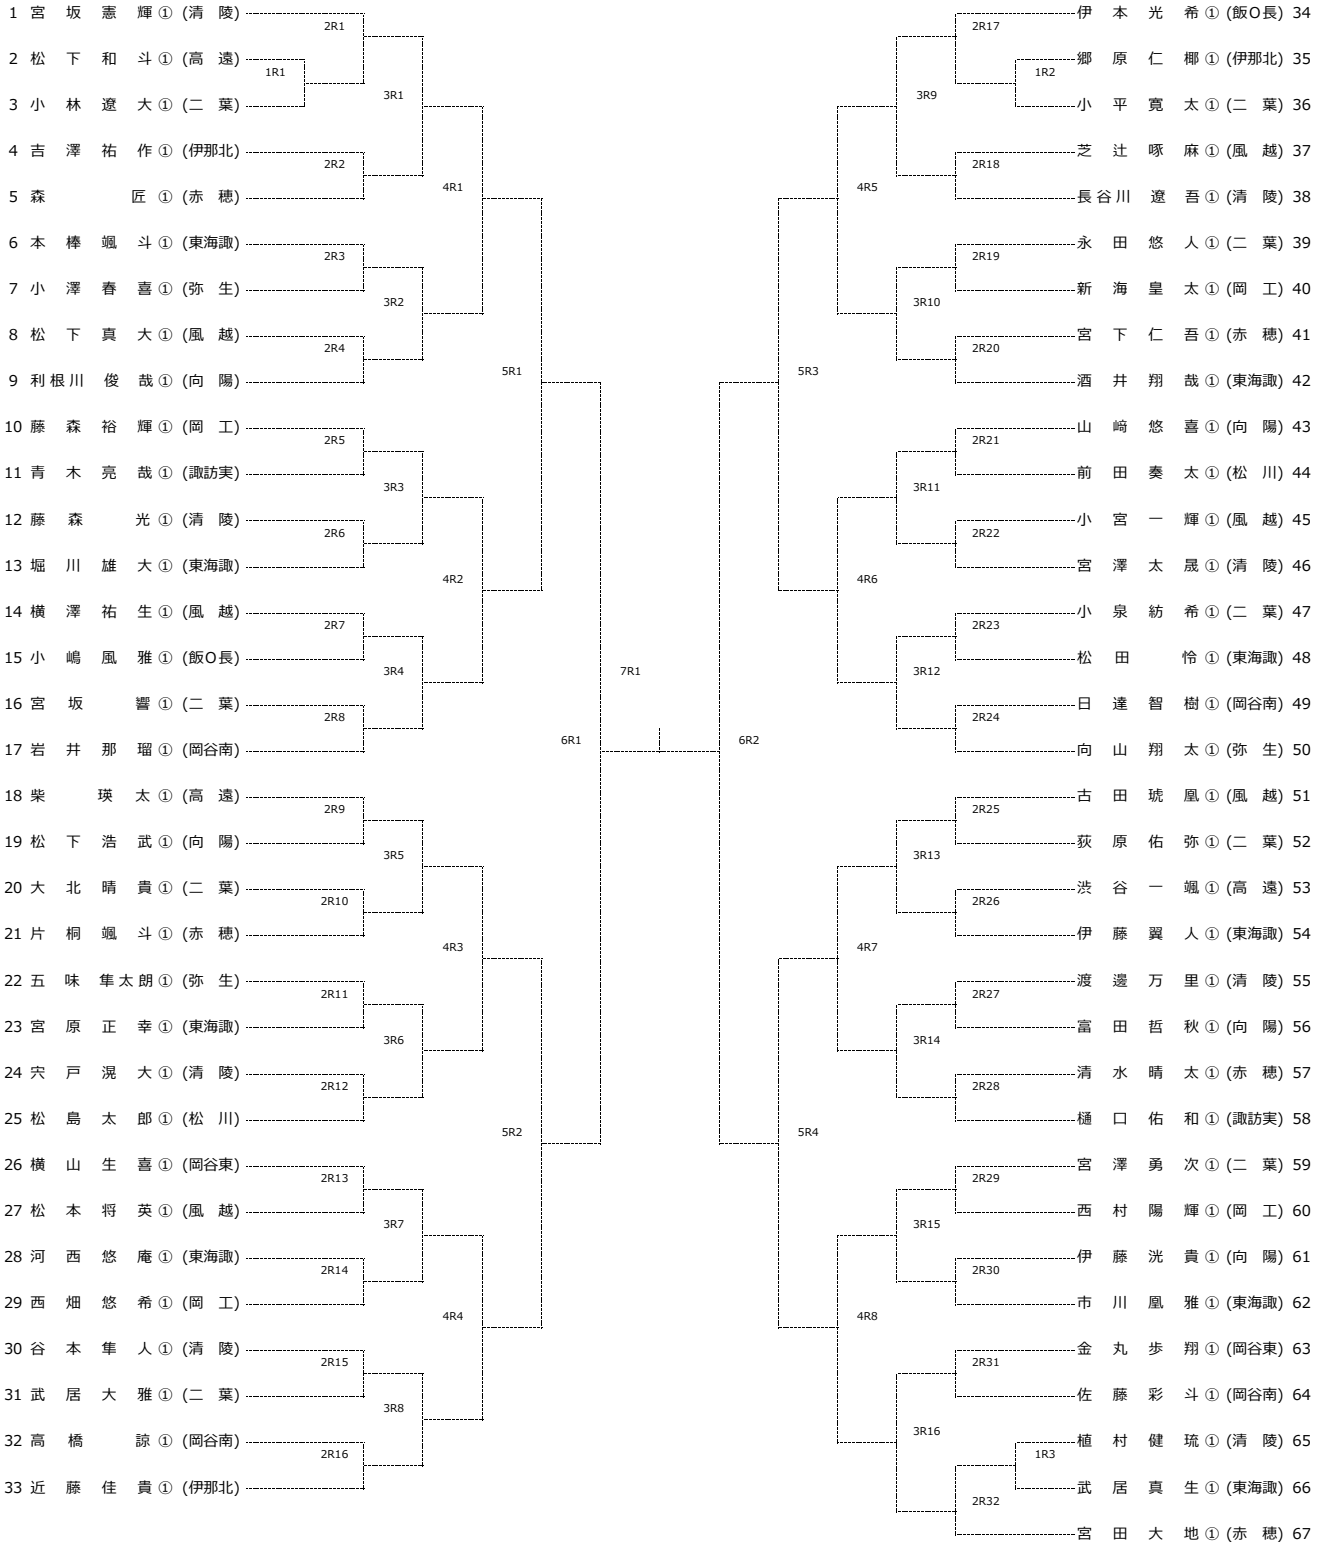 1 宮坂憲輝① (清陵)
2R1
2 松下和斗① (高遠)
1R1
3 小林遼大① (二葉)
3R1
4 吉澤祐作① (伊那北)
2R2
5 森匠① (赤穂)
4R1
6 本棒颯斗① (東海諏)
2R3
7 小澤春喜① (弥生)
3R2
8 松下真大① (風越)
2R4
9 利根川俊哉① (向陽)
5R1
10 藤森裕輝① (岡工)
2R5
11 青木亮哉① (諏訪実)
3R3
12 藤森光① (清陵)
2R6
13 堀川雄大① (東海諏)
4R2
14 横澤祐生① (風越)
2R7
15 小嶋風雅① (飯O長)
3R4
16 宮坂響① (二葉)
2R8
17 岩井那瑠① (岡谷南)
6R1
18 柴瑛太① (高遠)
2R9
19 松下浩武① (向陽)
3R5
20 大北晴貴① (二葉)
2R10
21 片桐颯斗① (赤穂)
4R3
22 五味隼太朗① (弥生)
2R11
23 宮原正幸① (東海諏)
3R6
24 宍戸滉大① (清陵)
2R12
25 松島太郎① (松川)
5R2
26 横山生喜① (岡谷東)
2R13
27 松本将英① (風越)
3R7
28 河西悠庵① (東海諏)
2R14
29 西畑悠希① (岡工)
4R4
30 谷本隼人① (清陵)
2R15
31 武居大雅① (二葉)
3R8
32 高橋諒① (岡谷南)
2R16
33 近藤佳貴① (伊那北)
7R1
伊本光希① (飯O長) 34
2R17
郷原仁椰① (伊那北) 35
1R2
小平寛太① (二葉) 36
3R9
芝辻啄麻① (風越) 37
2R18
長谷川遼吾① (清陵) 38
4R5
永田悠人① (二葉) 39
2R19
新海皇太① (岡工) 40
3R10
宮下仁吾① (赤穂) 41
2R20
酒井翔哉① (東海諏) 42
5R3
山﨑悠喜① (向陽) 43
2R21
前田奏太① (松川) 44
3R11
小宮一輝① (風越) 45
2R22
宮澤太晟① (清陵) 46
4R6
小泉紡希① (二葉) 47
2R23
松田怜① (東海諏) 48
3R12
日達智樹① (岡谷南) 49
2R24
向山翔太① (弥生) 50
6R2
古田琥凰① (風越) 51
2R25
荻原佑弥① (二葉) 52
3R13
渋谷一颯① (高遠) 53
2R26
伊藤翼人① (東海諏) 54
4R7
渡邊万里① (清陵) 55
2R27
富田哲秋① (向陽) 56
3R14
清水晴太① (赤穂) 57
2R28
樋口佑和① (諏訪実) 58
5R4
宮澤勇次① (二葉) 59
2R29
西村陽輝① (岡工) 60
3R15
伊藤洸貴① (向陽) 61
2R30
市川凰雅① (東海諏) 62
4R8
金丸歩翔① (岡谷東) 63
2R31
佐藤彩斗① (岡谷南) 64
3R16
植村健琉① (清陵) 65
1R3
武居真生① (東海諏) 66
2R32
宮田大地① (赤穂) 67